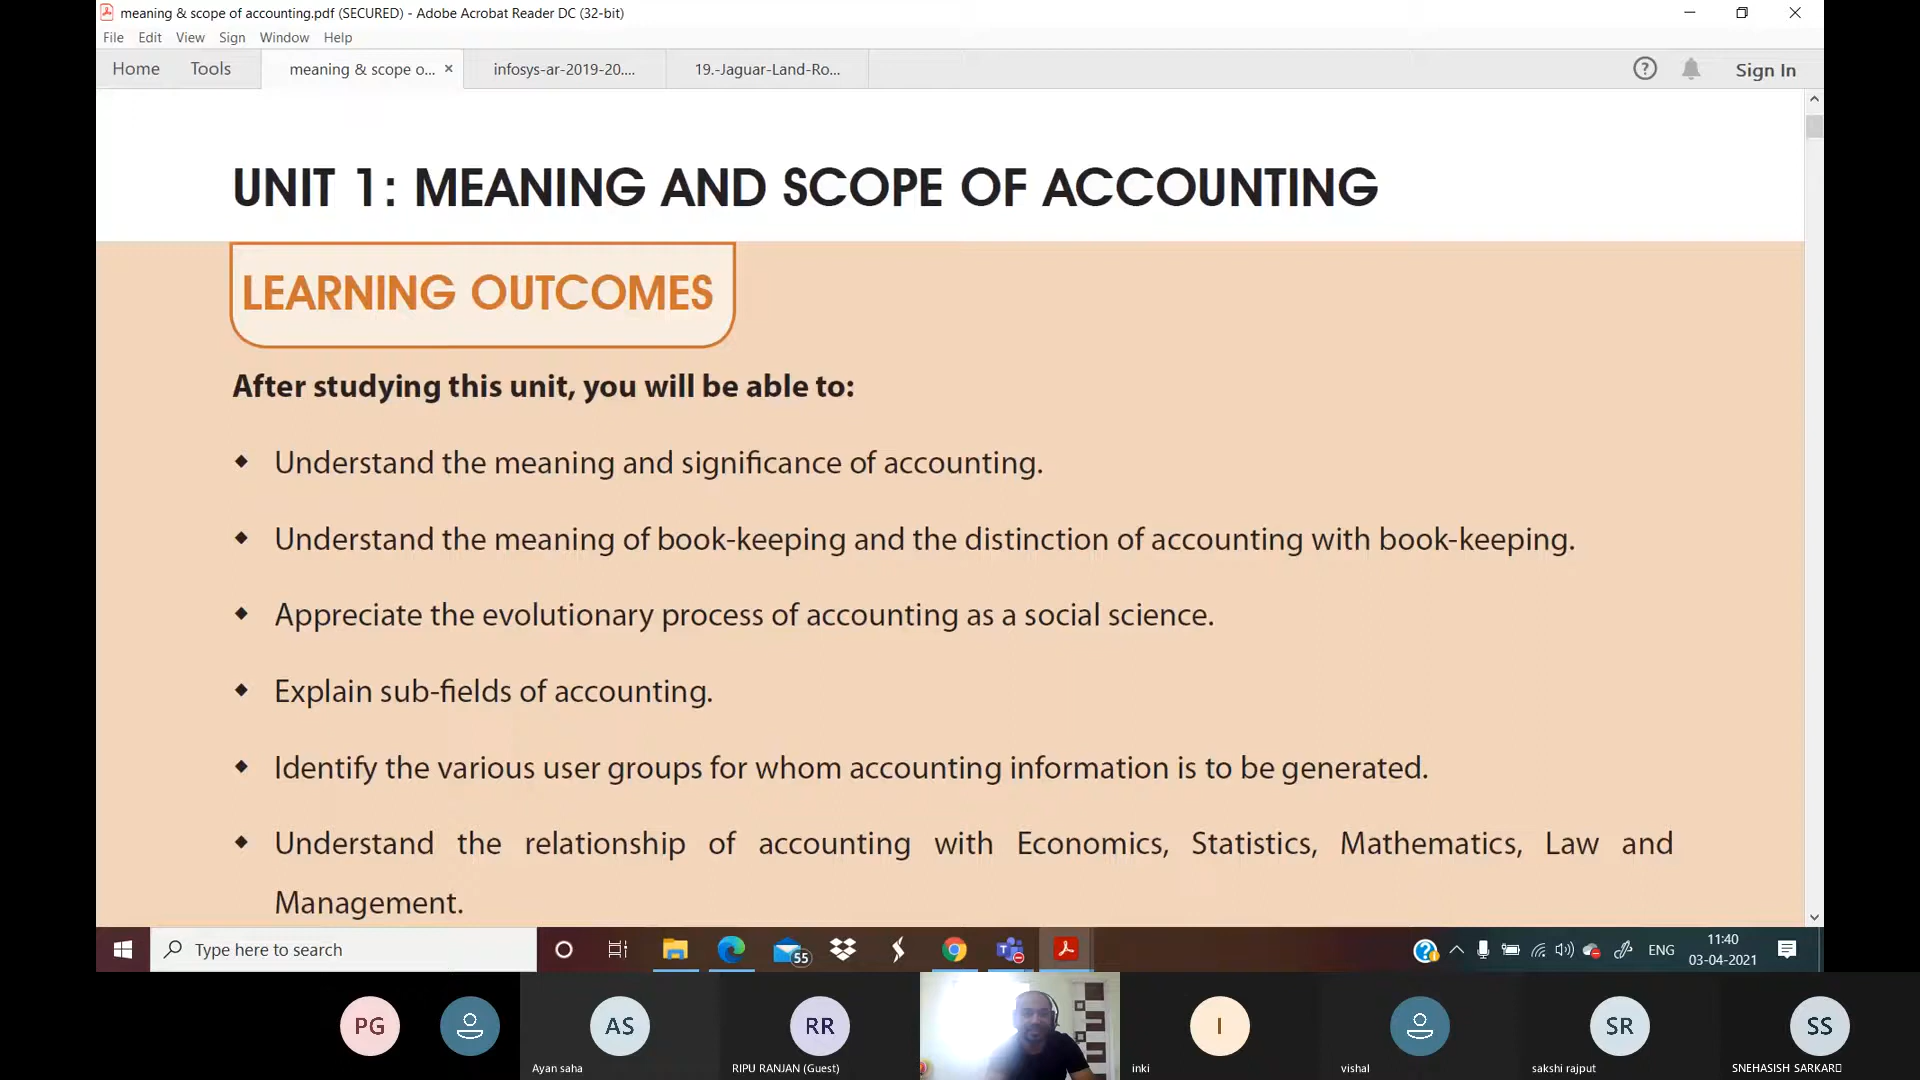 meaning & scope of accounting.pdf (SECURED) - Adobe Acrobat Reader DC (32-bit)
File Edit View Sign Window Help
Home Tools meaning & scope o... × infosys-ar-2019-20.... 19.-Jaguar-Land-Ro... Sign In
UNIT 1: MEANING AND SCOPE OF ACCOUNTING
LEARNING OUTCOMES
After studying this unit, you will be able to:
◆ Understand the meaning and significance of accounting.
◆ Understand the meaning of book-keeping and the distinction of accounting with book-keeping.
◆ Appreciate the evolutionary process of accounting as a social science.
◆ Explain sub-fields of accounting.
◆ Identify the various user groups for whom accounting information is to be generated.
◆ Understand the relationship of accounting with Economics, Statistics, Mathematics, Law and
Management.
Type here to search 55 ENG 11:40
03-04-2021
PG AS RR I SR SS
Ayan saha RIPU RANJAN (Guest) inki vishal sakshi rajput SNEHASISH SARKAR